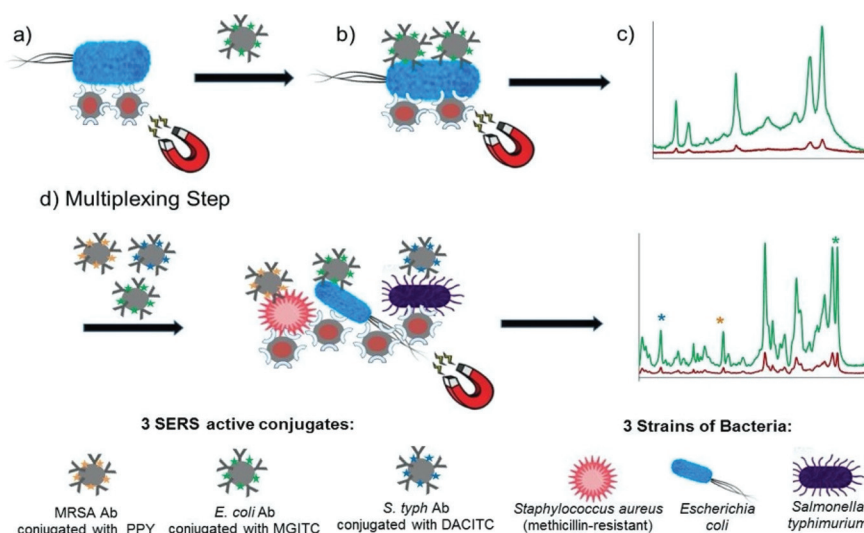 a)
b)
c)
d) Multiplexing Step
*
*
*
3 SERS active conjugates:
3 Strains of Bacteria:
MRSA Ab
conjugated with PPY
E. coli Ab
conjugated with MGITC
S. typh Ab
conjugated with DACITC
Staphylococcus aureus
(methicillin-resistant)
Escherichia
coli
Salmonella
typhimurium